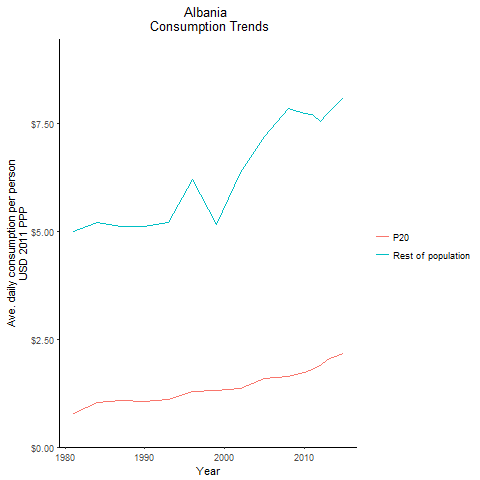 Albania
Consumption Trends
Ave. daily consumption per person
USD 2011 PPP
$7.50
$5.00
$2.50
$0.00
1980 1990 2000 2010
Year
P20
Rest of population